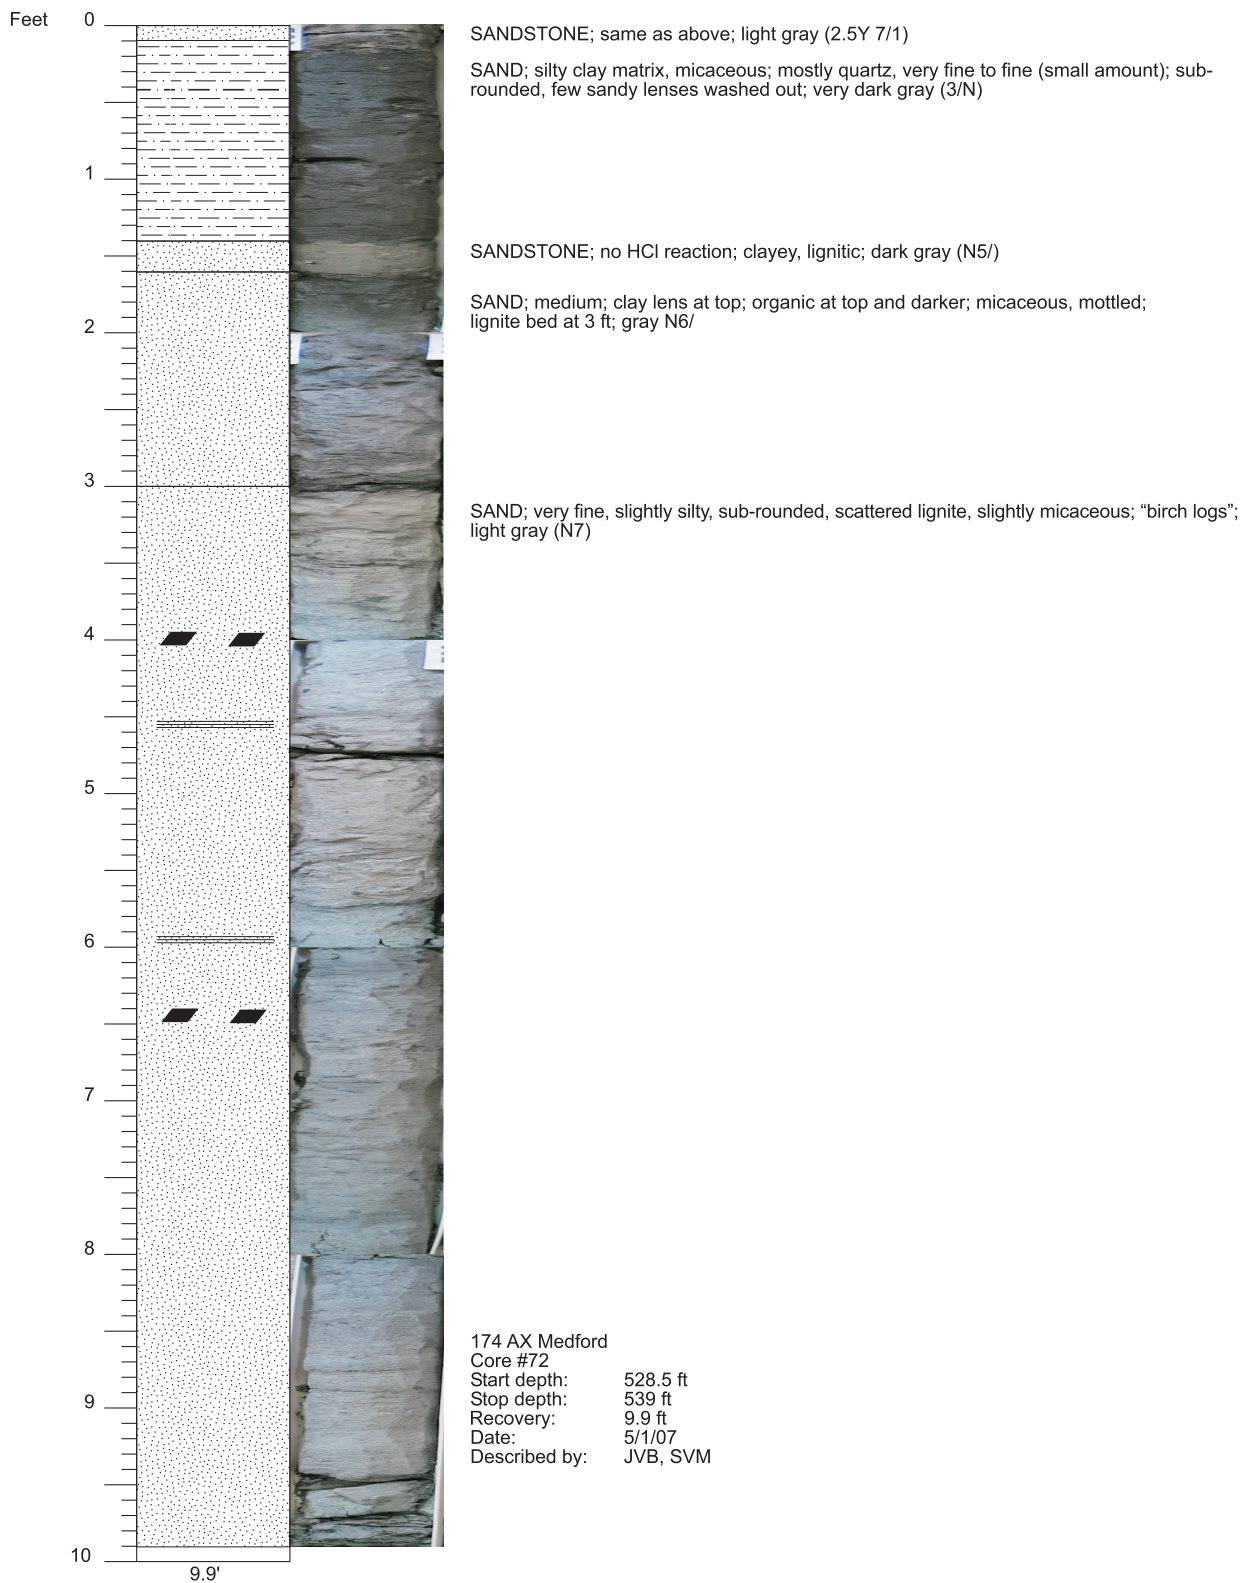 Feet
0
SANDSTONE; same as above; light gray (2.5Y 7/1)
SAND; silty clay matrix, micaceous; mostly quartz, very fine to fine (small amount); sub-
rounded, few sandy lenses washed out; very dark gray (3/N)
1
SANDSTONE; no HCl reaction; clayey, lignitic; dark gray (N5/)
SAND; medium; clay lens at top; organic at top and darker; micaceous, mottled;
lignite bed at 3 ft; gray N6/
2
3
SAND; very fine, slightly silty, sub-rounded, scattered lignite, slightly micaceous; “birch logs”;
light gray (N7)
4
5
6
7
8
174 AX Medford
Core #72
Start depth: 528.5 ft
Stop depth: 539 ft
Recovery: 9.9 ft
Date: 5/1/07
Described by: JVB, SVM
9
10
9.9'